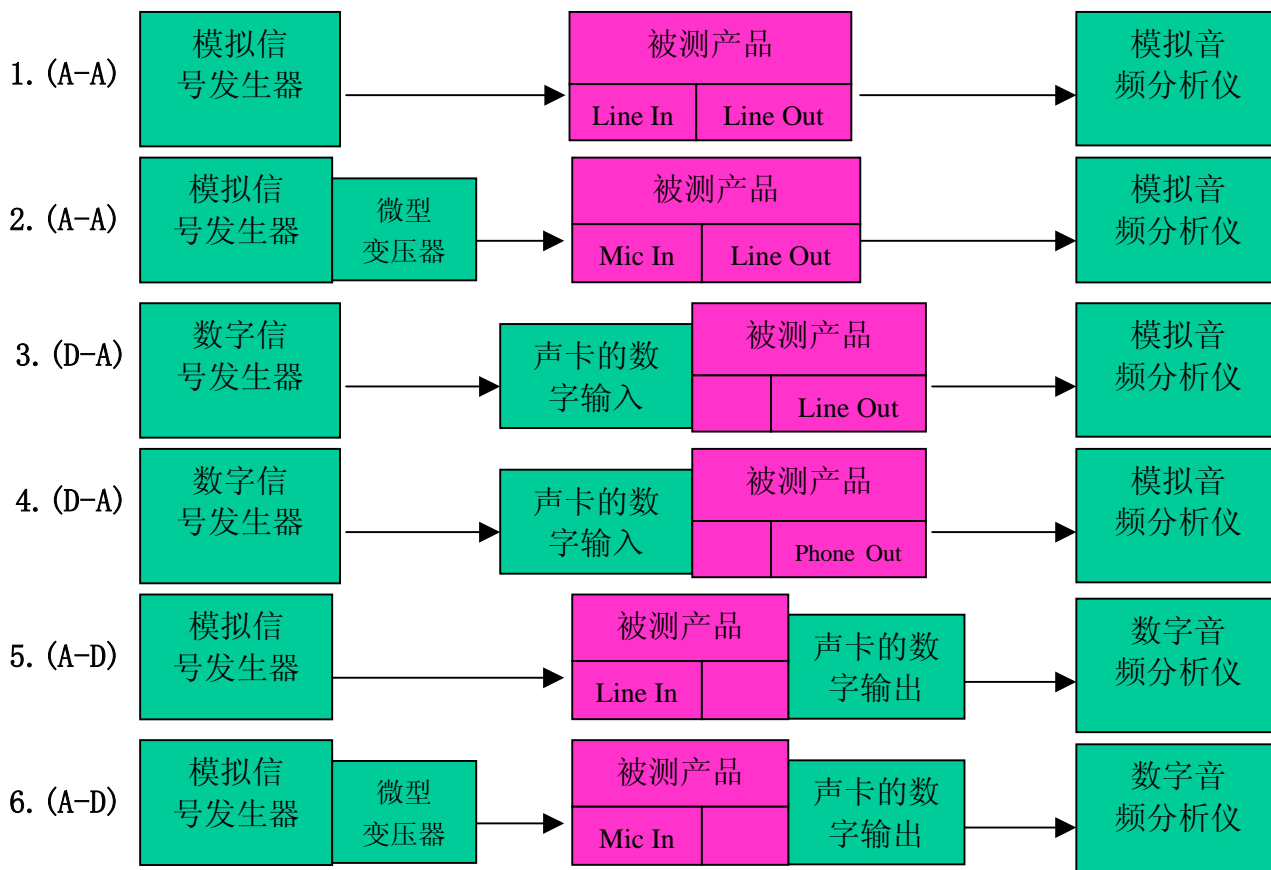 1. (A-A)
模拟信
号发生器
被测产品
Line In
Line Out
模拟音
频分析仪
2. (A-A)
模拟信
号发生器
微型
变压器
被测产品
Mic In
Line Out
模拟音
频分析仪
3. (D-A)
数字信
号发生器
声卡的数
字输入
被测产品
Line Out
模拟音
频分析仪
4. (D-A)
数字信
号发生器
声卡的数
字输入
被测产品
Phone Out
模拟音
频分析仪
5. (A-D)
模拟信
号发生器
被测产品
Line In
声卡的数
字输出
数字音
频分析仪
6. (A-D)
模拟信
号发生器
微型
变压器
被测产品
Mic In
声卡的数
字输出
数字音
频分析仪